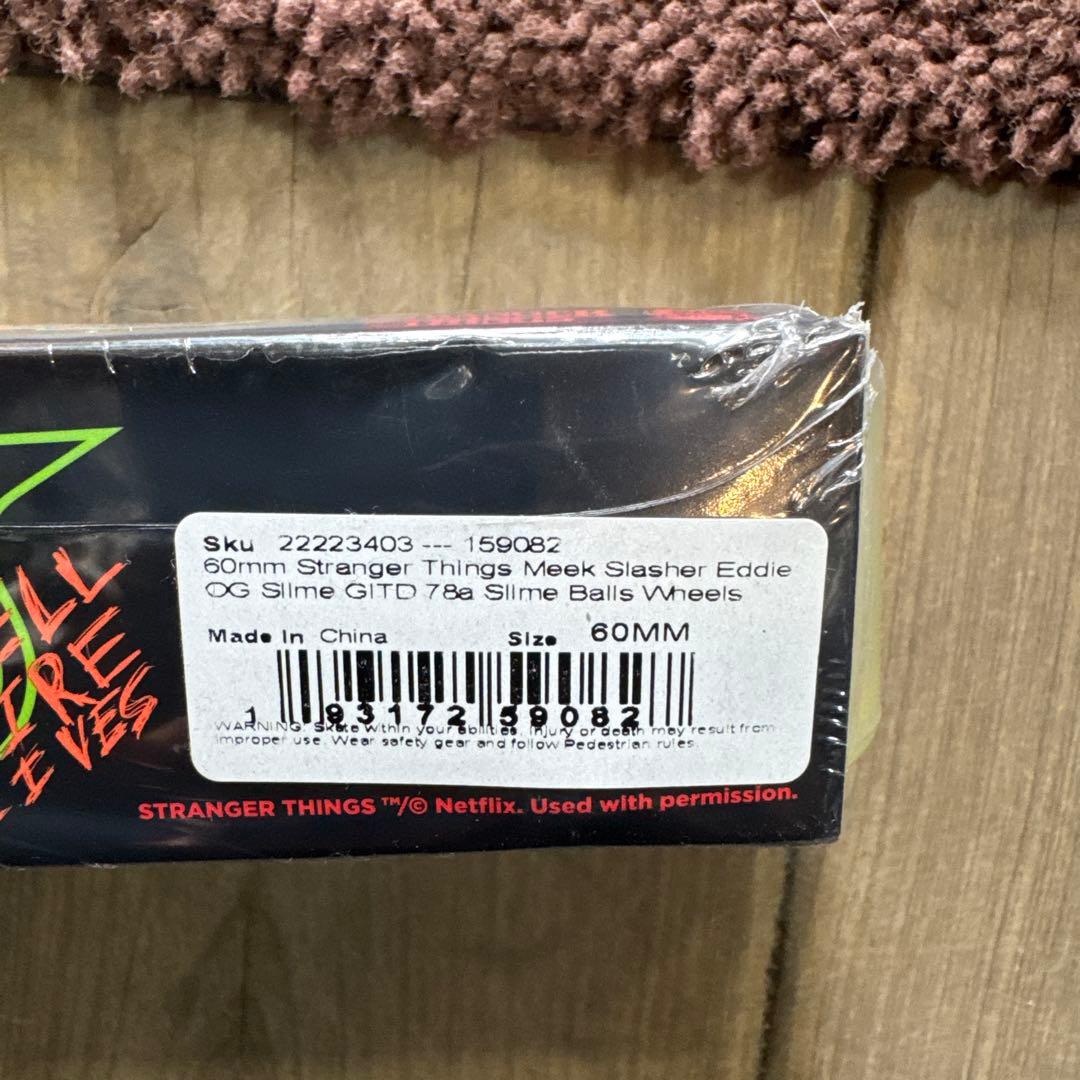 Sku 22223403 --- 159082
60mm Stranger Things Meek Slasher Eddie
OG Slime GITD 78a Slime Balls Wheels
Made In China Size 60MM
1 93172 59082
WARNING: Skate within your abilities, Injury or death may result from
improper use. Wear safety gear and follow Pedestrian rules.
STRANGER THINGS ™/© Netflix. Used with permission.